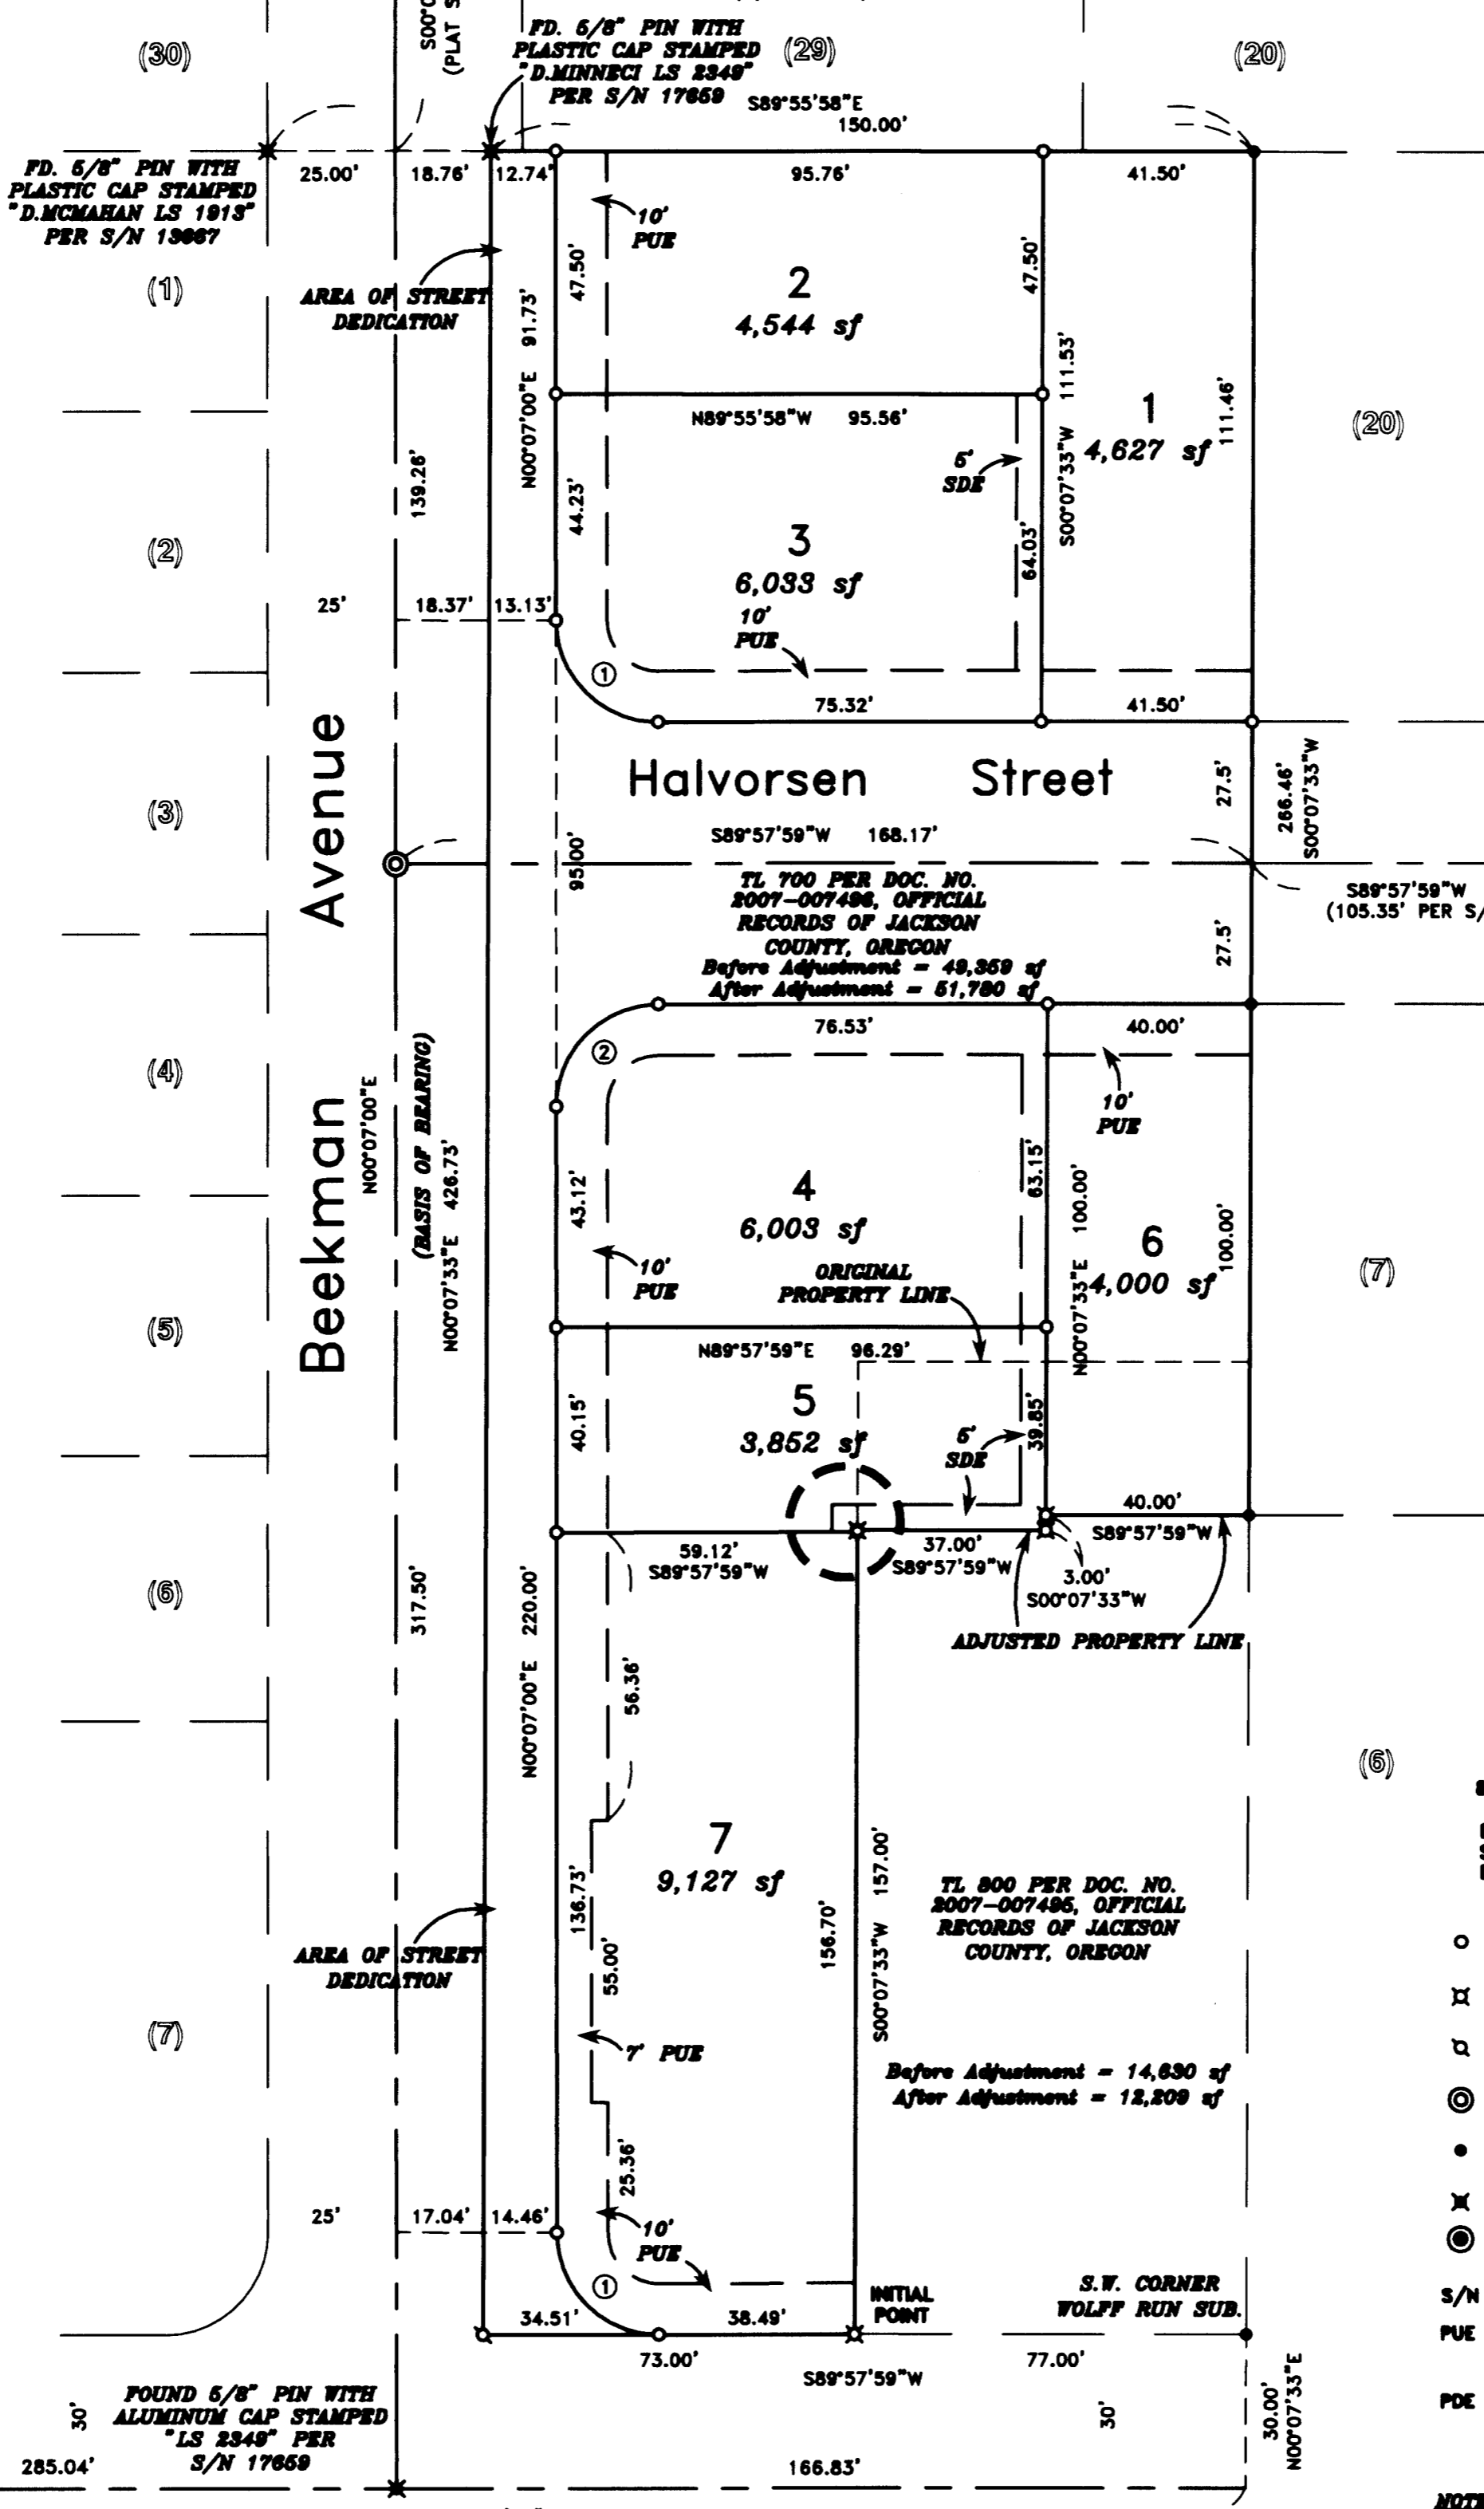 S00°0
(PLAT S
(30)
FD. 5/8" PIN WITH
PLASTIC CAP STAMPED
"D.MINNECI LS 2349"
PER S/N 17659
(29)
(20)
S89°55'58"E
150.00'
FD. 5/8" PIN WITH
PLASTIC CAP STAMPED
"D.MCMAHAN LS 1913"
PER S/N 13667
25.00'
18.76'
12.74'
95.76'
41.50'
10'
PUE
(1)
AREA OF STREET
DEDICATION
N00°07'00"E 91.73'
47.50'
2
4,544 sf
47.50'
S00°07'33"W 111.53'
1
4,627 sf
111.46'
(20)
N89°55'58"W 95.56'
5'
SDE
139.26'
44.23'
3
6,033 sf
64.03'
10'
PUE
(2)
25'
18.37'
13.13'
1
75.32'
41.50'
Halvorsen Street
27.5'
266.46'
S00°07'33"W
(3)
Beekman Avenue
95.00'
S89°57'59"W 168.17'
TL 700 PER DOC. NO.
2007-007496, OFFICIAL
RECORDS OF JACKSON
COUNTY, OREGON
Before Adjustment = 49,359 sf
After Adjustment = 51,780 sf
S89°57'59"W
(105.35' PER S/
27.5'
76.53'
40.00'
2
10'
PUE
(4)
N00°07'00"E
(BASIS OF BEARING)
N00°07'33"E 426.73'
43.12'
4
6,003 sf
63.15'
N00°07'33"E 100.00'
6
4,000 sf
100.00'
(7)
10'
PUE
ORIGINAL
PROPERTY LINE
(5)
N89°57'59"E 96.29'
40.15'
5
3,852 sf
39.85'
5'
SDE
40.00'
S89°57'59"W
59.12'
S89°57'59"W
37.00'
S89°57'59"W
3.00'
S00°07'33"W
ADJUSTED PROPERTY LINE
(6)
317.50'
N00°07'00"E 220.00'
56.36'
(6)
7
9,127 sf
136.73'
55.00'
156.70'
S00°07'33"W 157.00'
TL 800 PER DOC. NO.
2007-007495, OFFICIAL
RECORDS OF JACKSON
COUNTY, OREGON
AREA OF STREET
DEDICATION
(7)
7' PUE
Before Adjustment = 14,630 sf
After Adjustment = 12,209 sf
25.36'
25'
17.04'
14.46'
10'
PUE
1
34.51'
38.49'
INITIAL
POINT
S.W. CORNER
WOLFF RUN SUB.
73.00'
S89°57'59"W
77.00'
S/N
PUE
PDE
FOUND 5/8" PIN WITH
ALUMINUM CAP STAMPED
"LS 2349" PER
S/N 17659
30'
30'
30.00'
N00°07'33"E
285.04'
166.83'
NOTE